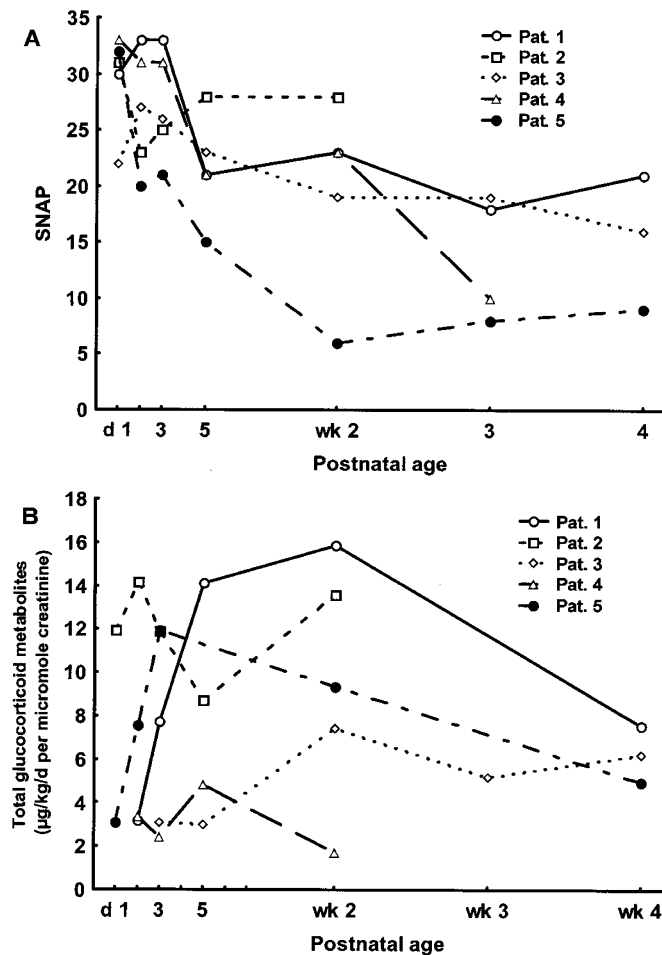 A
35
30
25
20
15
10
5
0
SNAP
Pat. 1
Pat. 2
Pat. 3
Pat. 4
Pat. 5
d 1 3 5 wk 2 3 4
Postnatal age
B
18
16
14
12
10
8
6
4
2
0
Total glucocorticoid metabolites
(µg/kg/d per micromole creatinine)
Pat. 1
Pat. 2
Pat. 3
Pat. 4
Pat. 5
d 1 3 5 wk 2 wk 3 wk 4
Postnatal age